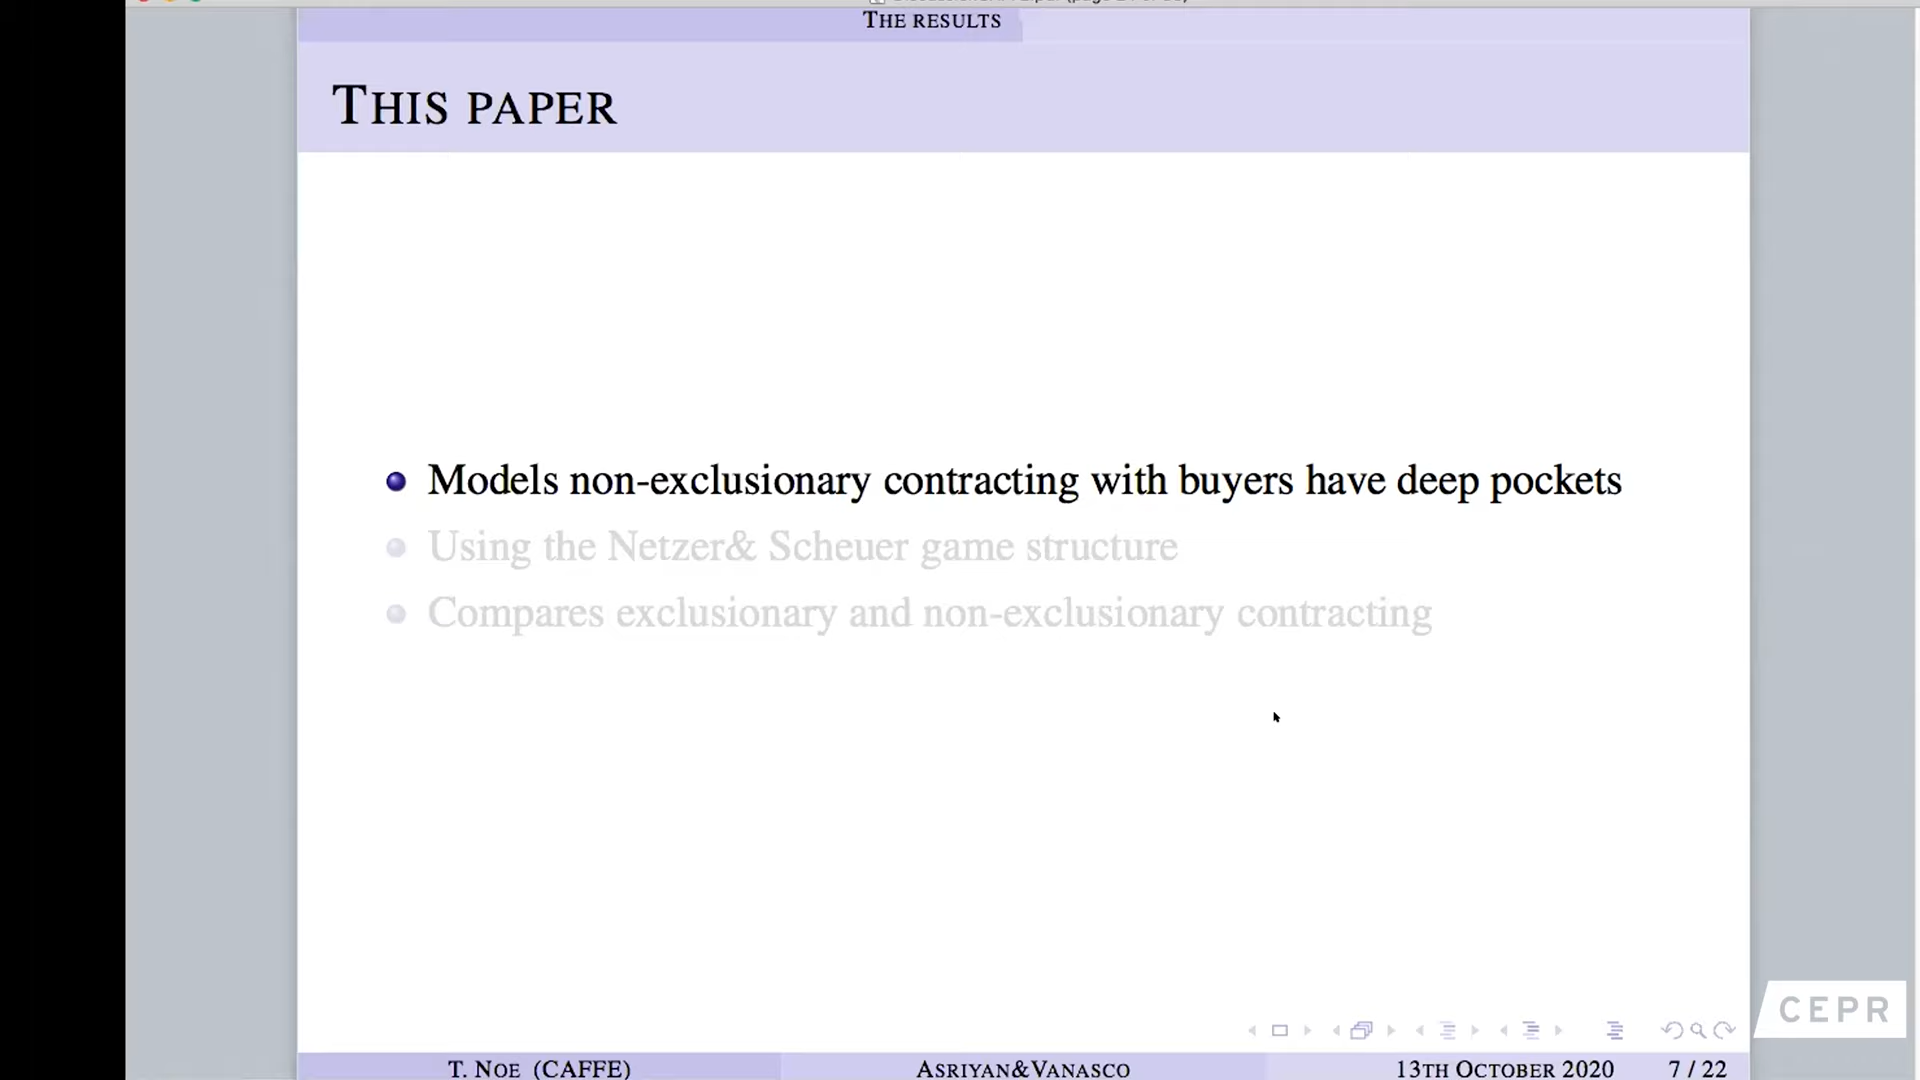 THE RESULTS
THIS PAPER
Models non-exclusionary contracting with buyers have deep pockets
Using the Netzer& Scheuer game structure
Compares exclusionary and non-exclusionary contracting
CEPR
T. NOE (CAFFE)
ASRIYAN&VANASCO
13TH OCTOBER 2020
7 / 22